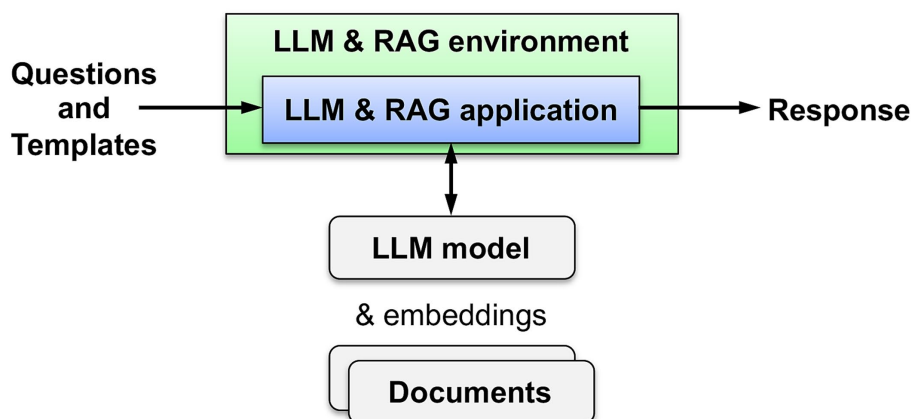 LLM & RAG environment
Questions
and
Templates
LLM & RAG application
Response
LLM model
& embeddings
Documents